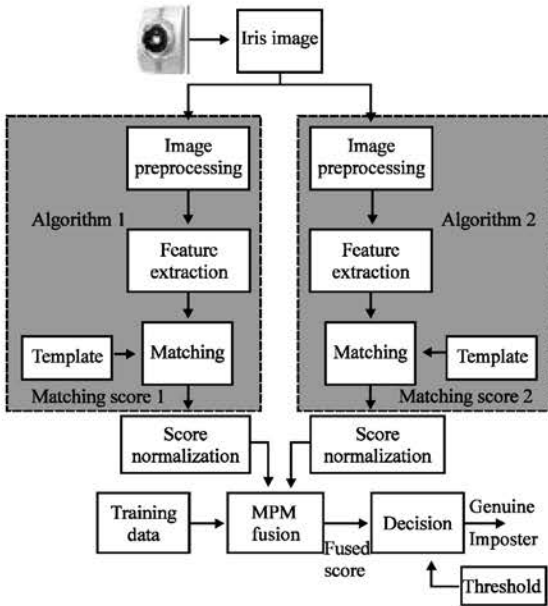 Iris image
Image
preprocessing
Image
preprocessing
Algorithm 1
Algorithm 2
Feature
extraction
Feature
extraction
Template
Matching
Matching
Template
Matching score 1
Matching score 2
Score
normalization
Score
normalization
Training
data
MPM
fusion
Fused
score
Decision
Genuine
Imposter
Threshold